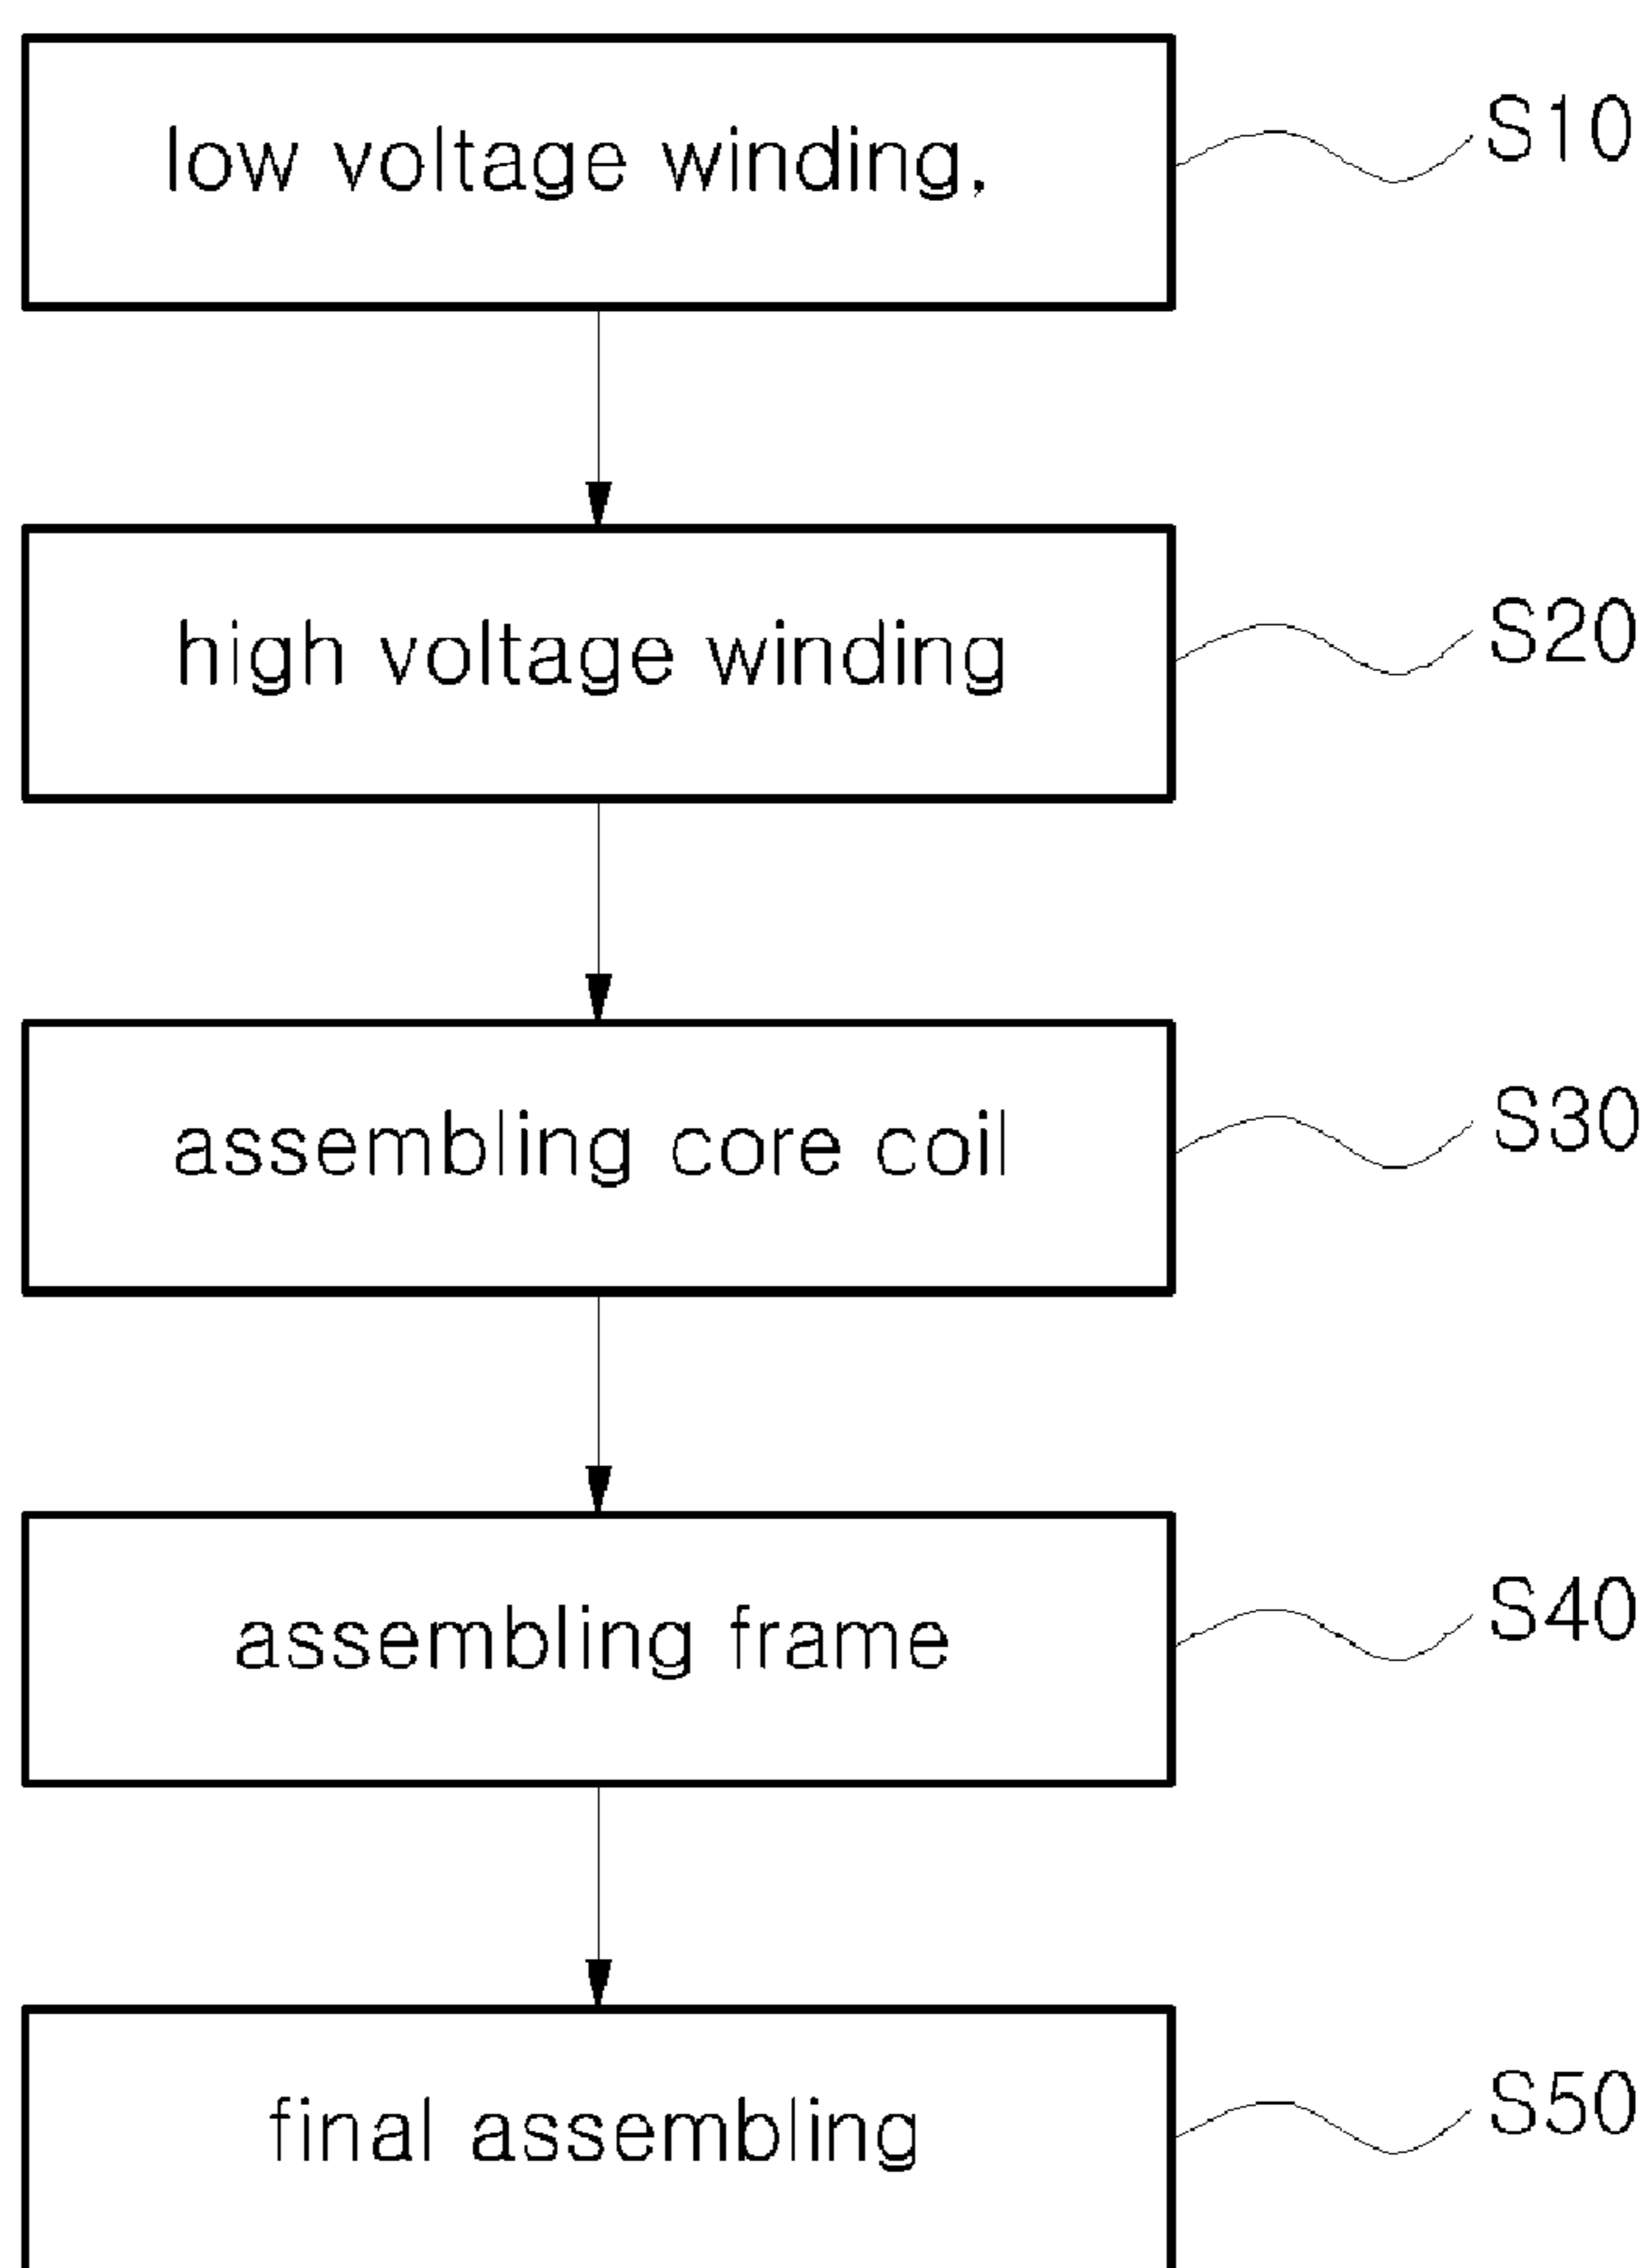 low voltage winding,
S10
high voltage winding
S20
assembling core coil
S30
assembling frame
S40
final assembling
S50